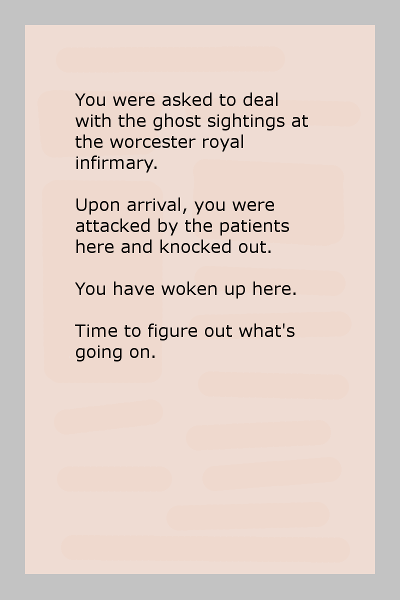 You were asked to deal
with the ghost sightings at
the worcester royal
infirmary.
Upon arrival, you were
attacked by the patients
here and knocked out.
You have woken up here.
Time to figure out what's
going on.